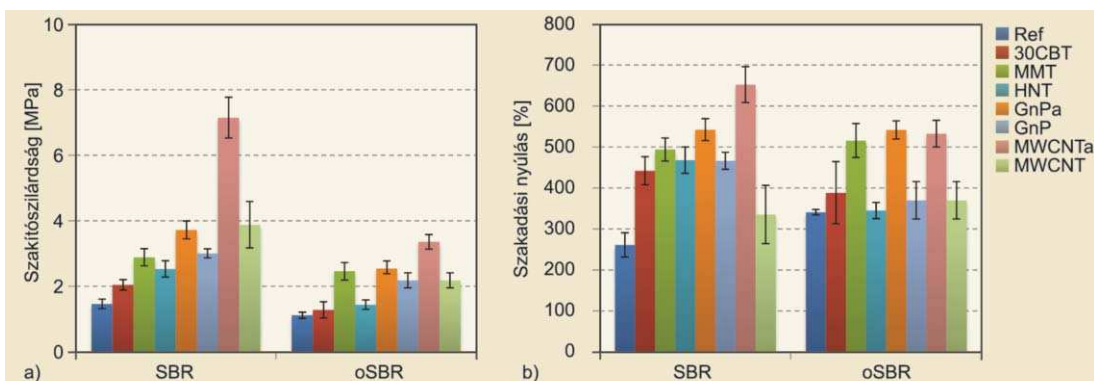 Szakítószilárdság [MPa]
10
8
6
4
2
0
SBR
oSBR
a)
Szakadási nyúlás [%]
800
700
600
500
400
300
200
100
0
SBR
oSBR
b)
Ref
30CBT
MMT
HNT
GnPa
GnP
MWCNTa
MWCNT